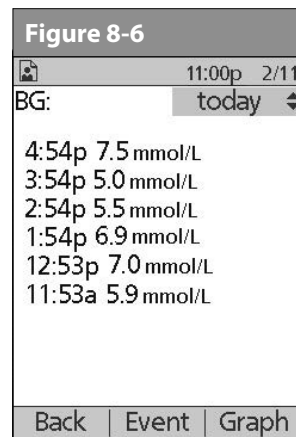 Figure 8-6
11:00p 2/11
BG: today
4:54p 7.5 mmol/L
3:54p 5.0 mmol/L
2:54p 5.5 mmol/L
1:54p 6.9 mmol/L
12:53p 7.0 mmol/L
11:53a 5.9 mmol/L
Back Event Graph